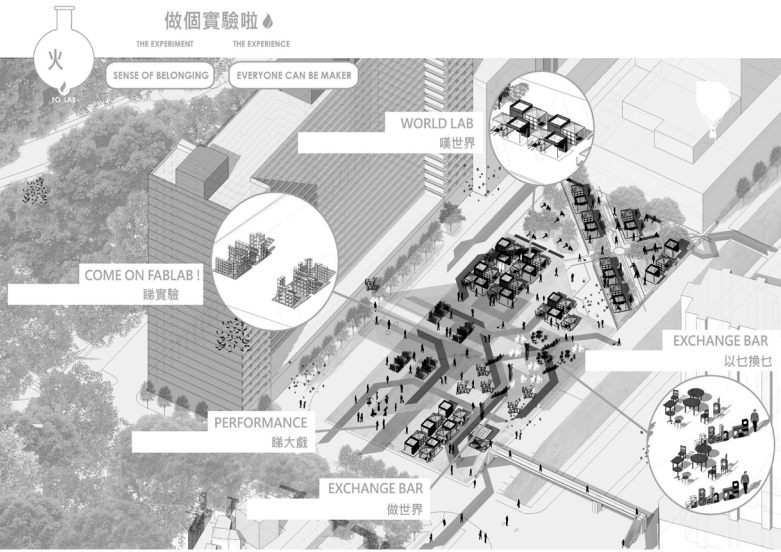 做個實驗啦
THE EXPERIMENT THE EXPERIENCE
火
SENSE OF BELONGING EVERYONE CAN BE MAKER
FO LAB
WORLD LAB
嘆世界
COME ON FABLAB !
睇實驗
EXCHANGE BAR
以乜換乜
PERFORMANCE
睇大戲
EXCHANGE BAR
做世界